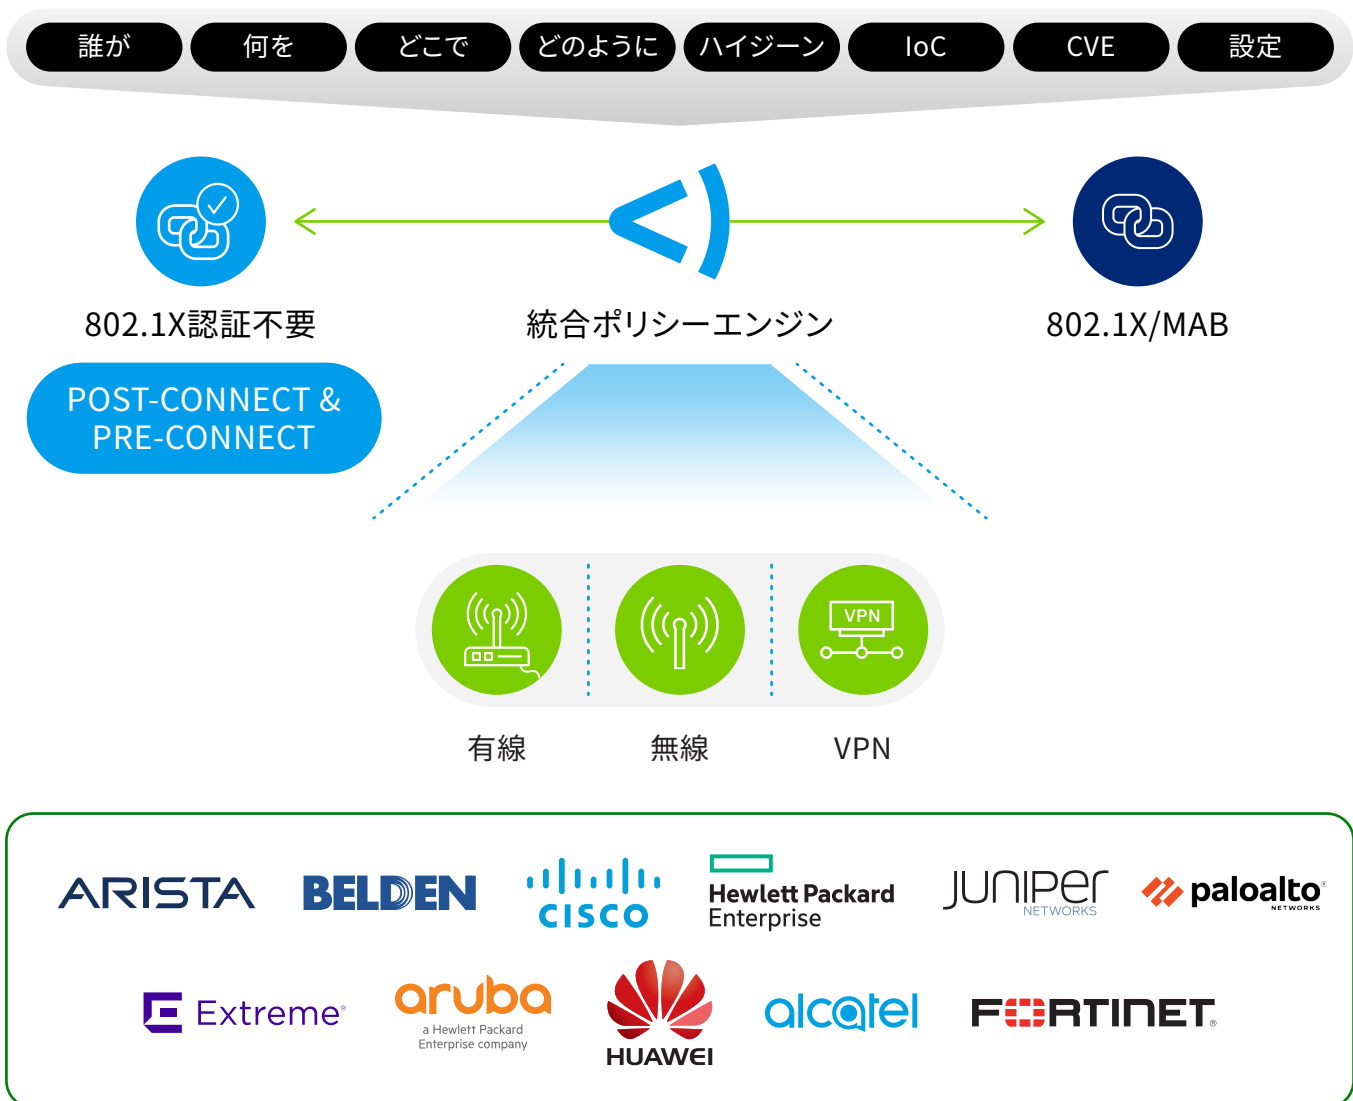 誰が 何を どこで どのように ハイジーン IoC CVE 設定
802.1X認証不要 統合ポリシーエンジン 802.1X/MAB
POST-CONNECT &
PRE-CONNECT
VPN
有線 無線 VPN
ARISTA BELDEN CISCO Hewlett Packard
Enterprise JUNIPER
NETWORKS paloalto®
NETWORKS
Extreme® aruba
a Hewlett Packard
Enterprise company HUAWEI alcatel FORTINET®